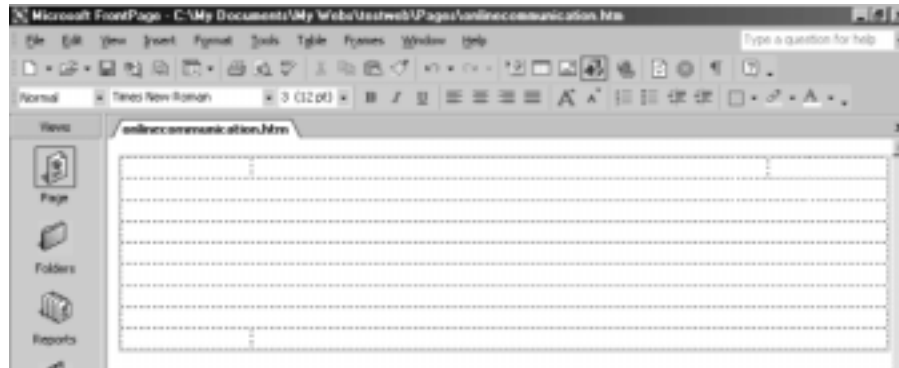 Microsoft FrontPage - C:\My Documents\My Webs\testweb\Pages\onlinecommunication.htm
File Edit View Insert Format Tools Table Frames Window Help
Type a question for help
Normal Times New Roman 3 (12 pt) B I U A A A
Views
onlinecommunication.htm
Page
Folders
Reports